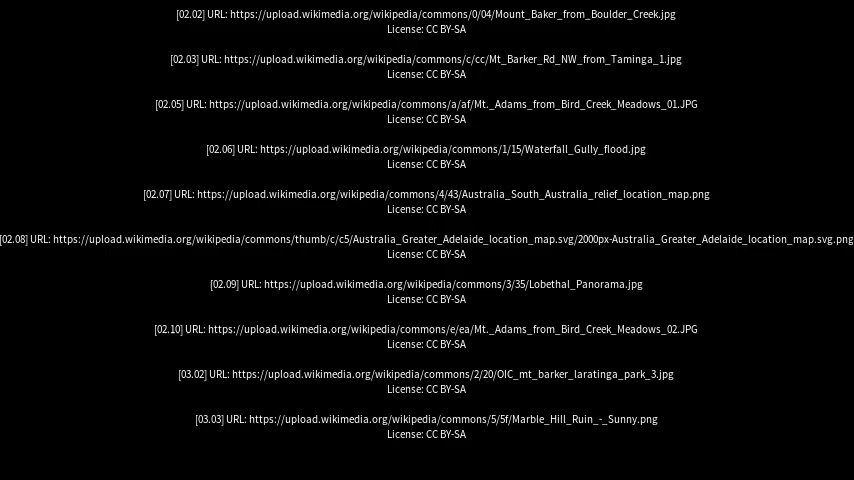 [02.02] URL: https://upload.wikimedia.org/wikipedia/commons/0/04/Mount_Baker_from_Boulder_Creek.jpg
License: CC BY-SA
[02.03] URL: https://upload.wikimedia.org/wikipedia/commons/c/cc/Mt_Barker_Rd_NW_from_Taminga_1.jpg
License: CC BY-SA
[02.05] URL: https://upload.wikimedia.org/wikipedia/commons/a/af/Mt._Adams_from_Bird_Creek_Meadows_01.JPG
License: CC BY-SA
[02.06] URL: https://upload.wikimedia.org/wikipedia/commons/1/15/Waterfall_Gully_flood.jpg
License: CC BY-SA
[02.07] URL: https://upload.wikimedia.org/wikipedia/commons/4/43/Australia_South_Australia_relief_location_map.png
License: CC BY-SA
[02.08] URL: https://upload.wikimedia.org/wikipedia/commons/thumb/c/c5/Australia_Greater_Adelaide_location_map.svg/2000px-Australia_Greater_Adelaide_location_map.svg.png
License: CC BY-SA
[02.09] URL: https://upload.wikimedia.org/wikipedia/commons/3/35/Lobethal_Panorama.jpg
License: CC BY-SA
[02.10] URL: https://upload.wikimedia.org/wikipedia/commons/e/ea/Mt._Adams_from_Bird_Creek_Meadows_02.JPG
License: CC BY-SA
[03.02] URL: https://upload.wikimedia.org/wikipedia/commons/2/20/OIC_mt_barker_laratinga_park_3.jpg
License: CC BY-SA
[03.03] URL: https://upload.wikimedia.org/wikipedia/commons/5/5f/Marble_Hill_Ruin_-_Sunny.png
License: CC BY-SA